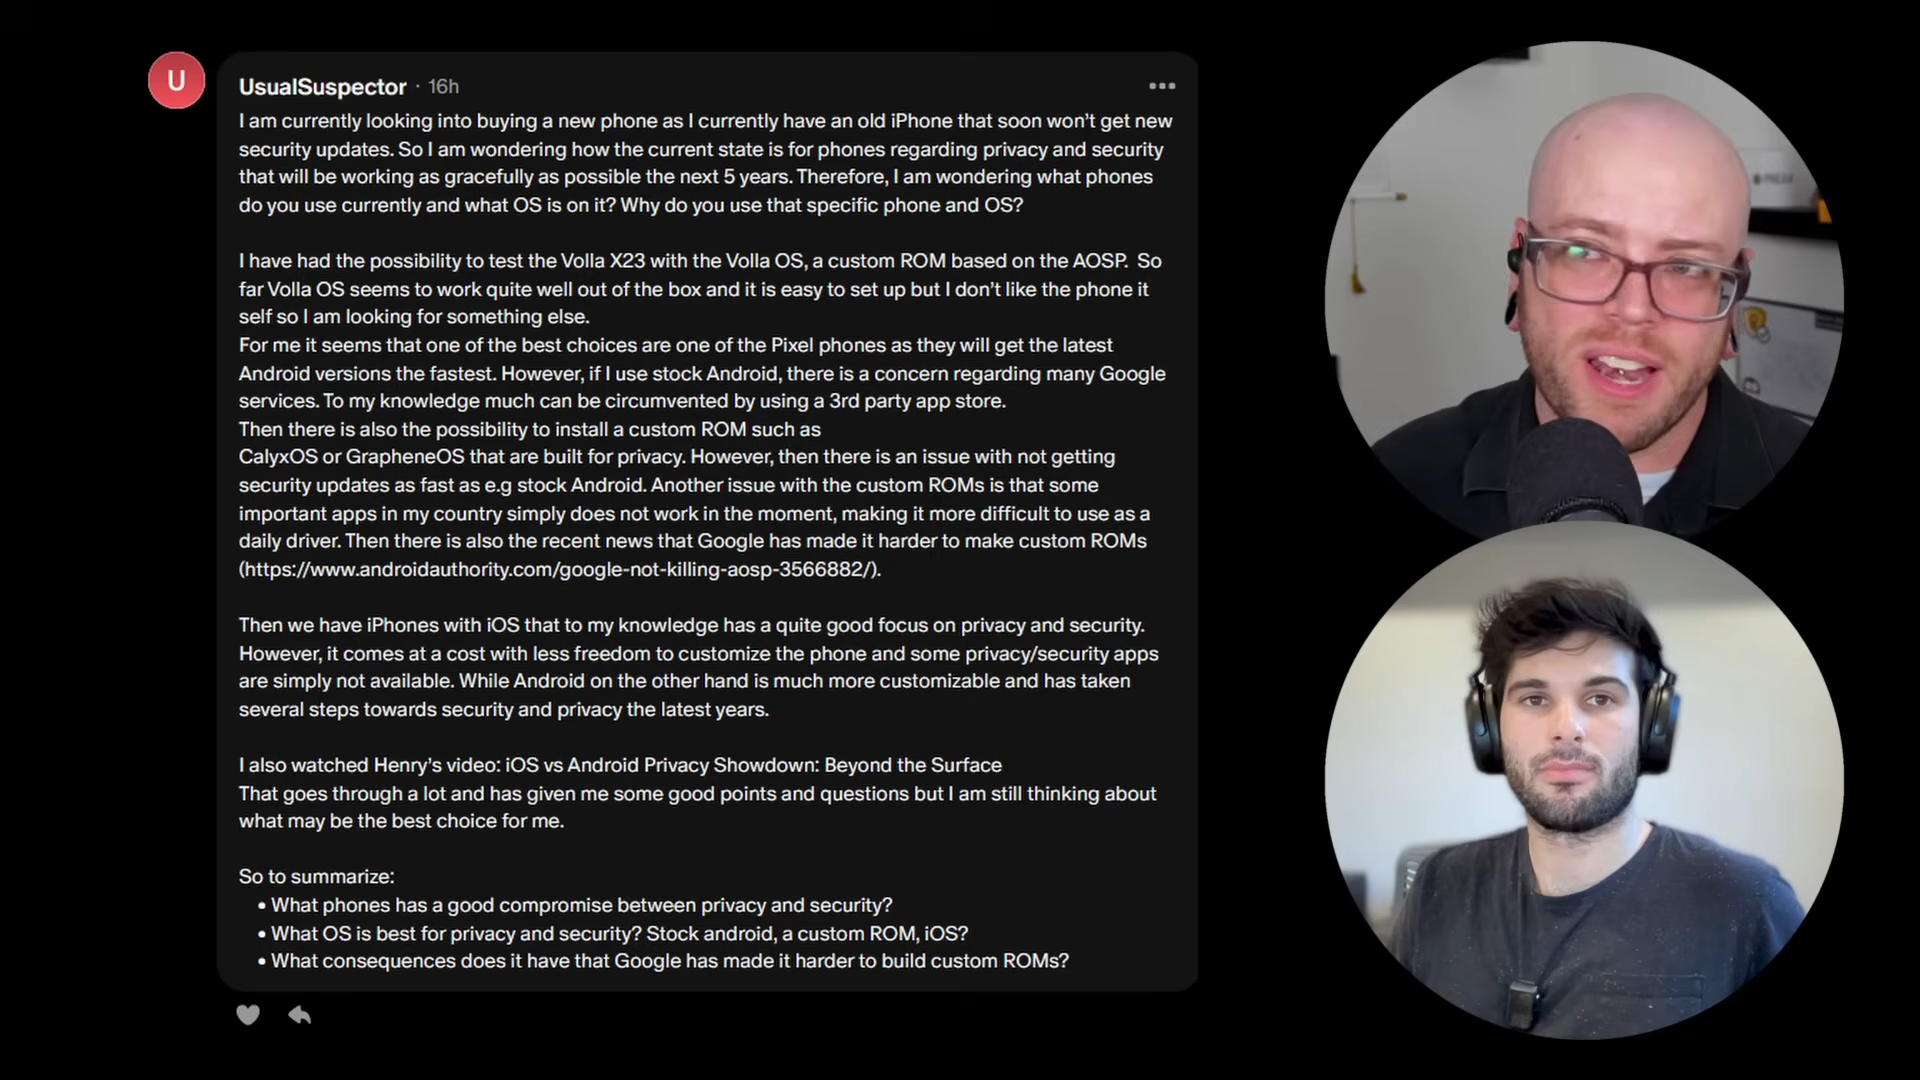 U
UsualSuspector · 16h
I am currently looking into buying a new phone as I currently have an old iPhone that soon won't get new
security updates. So I am wondering how the current state is for phones regarding privacy and security
that will be working as gracefully as possible the next 5 years. Therefore, I am wondering what phones
do you use currently and what OS is on it? Why do you use that specific phone and OS?
I have had the possibility to test the Volla X23 with the Volla OS, a custom ROM based on the AOSP. So
far Volla OS seems to work quite well out of the box and it is easy to set up but I don't like the phone it
self so I am looking for something else.
For me it seems that one of the best choices are one of the Pixel phones as they will get the latest
Android versions the fastest. However, if I use stock Android, there is a concern regarding many Google
services. To my knowledge much can be circumvented by using a 3rd party app store.
Then there is also the possibility to install a custom ROM such as
CalyxOS or GrapheneOS that are built for privacy. However, then there is an issue with not getting
security updates as fast as e.g stock Android. Another issue with the custom ROMs is that some
important apps in my country simply does not work in the moment, making it more difficult to use as a
daily driver. Then there is also the recent news that Google has made it harder to make custom ROMs
(https://www.androidauthority.com/google-not-killing-aosp-3566882/).
Then we have iPhones with iOS that to my knowledge has a quite good focus on privacy and security.
However, it comes at a cost with less freedom to customize the phone and some privacy/security apps
are simply not available. While Android on the other hand is much more customizable and has taken
several steps towards security and privacy the latest years.
I also watched Henry's video: iOS vs Android Privacy Showdown: Beyond the Surface
That goes through a lot and has given me some good points and questions but I am still thinking about
what may be the best choice for me.
So to summarize:
• What phones has a good compromise between privacy and security?
• What OS is best for privacy and security? Stock android, a custom ROM, iOS?
• What consequences does it have that Google has made it harder to build custom ROMs?